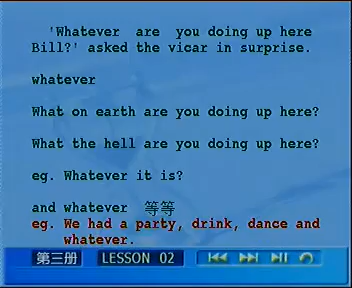 'Whatever are you doing up here
Bill?' asked the vicar in surprise.
whatever
What on earth are you doing up here?
What the hell are you doing up here?
eg. Whatever it is?
and whatever 等等
eg. We had a party, drink, dance and
whatever.
第三册 LESSON 02